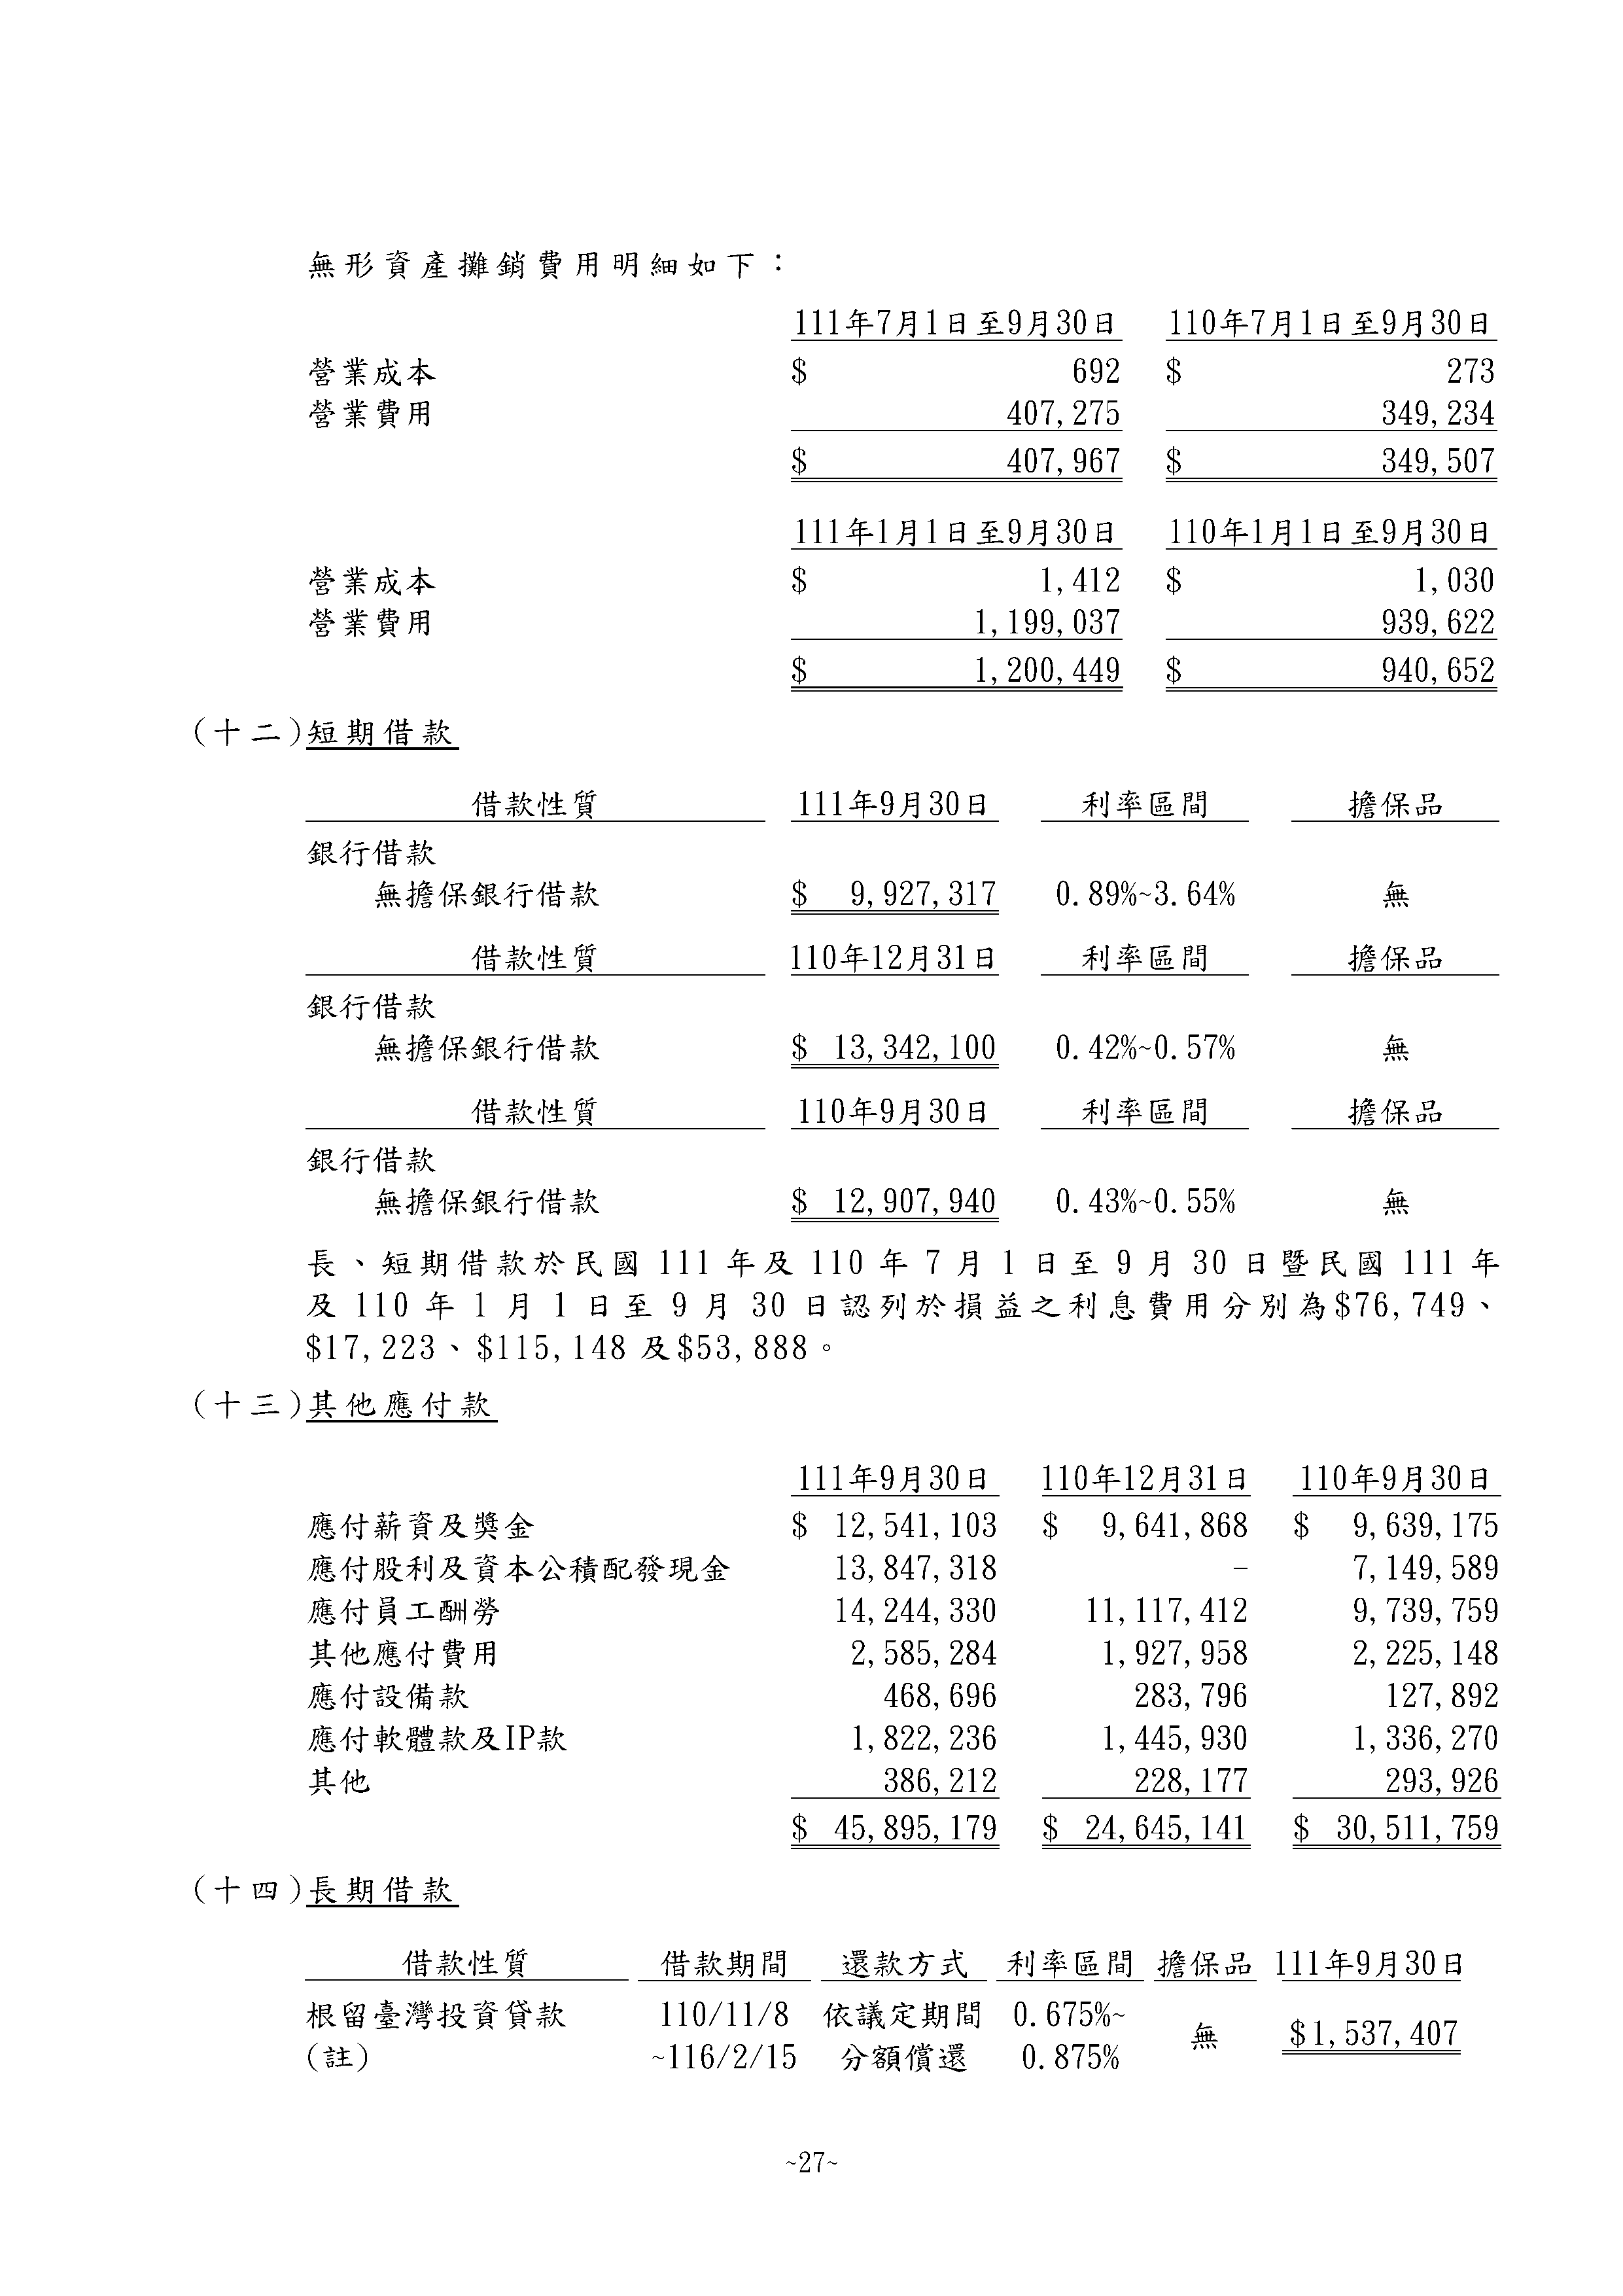 無形資產攤銷費用明細如下：
111年7月1日至9月30日 110年7月1日至9月30日
營業成本 $ 692 $ 273
營業費用 407,275 349,234
$ 407,967 $ 349,507
111年1月1日至9月30日 110年1月1日至9月30日
營業成本 $ 1,412 $ 1,030
營業費用 1,199,037 939,622
$ 1,200,449 $ 940,652
(十二)短期借款
借款性質 111年9月30日 利率區間 擔保品
銀行借款
無擔保銀行借款 $ 9,927,317 0.89%~3.64% 無
借款性質 110年12月31日 利率區間 擔保品
銀行借款
無擔保銀行借款 $ 13,342,100 0.42%~0.57% 無
借款性質 110年9月30日 利率區間 擔保品
銀行借款
無擔保銀行借款 $ 12,907,940 0.43%~0.55% 無
長、短期借款於民國 111 年及 110 年 7 月 1 日至 9 月 30 日暨民國 111 年
及 110 年 1 月 1 日至 9 月 30 日認列於損益之利息費用分別為$76,749、
$17,223、$115,148 及$53,888。
(十三)其他應付款
111年9月30日 110年12月31日 110年9月30日
應付薪資及獎金 $ 12,541,103 $ 9,641,868 $ 9,639,175
應付股利及資本公積配發現金 13,847,318 - 7,149,589
應付員工酬勞 14,244,330 11,117,412 9,739,759
其他應付費用 2,585,284 1,927,958 2,225,148
應付設備款 468,696 283,796 127,892
應付軟體款及IP款 1,822,236 1,445,930 1,336,270
其他 386,212 228,177 293,926
$ 45,895,179 $ 24,645,141 $ 30,511,759
(十四)長期借款
借款性質 借款期間 還款方式 利率區間 擔保品 111年9月30日
根留臺灣投資貸款 110/11/8 依議定期間 0.675%~
無 $1,537,407
(註) ~116/2/15 分額償還 0.875%
~27~